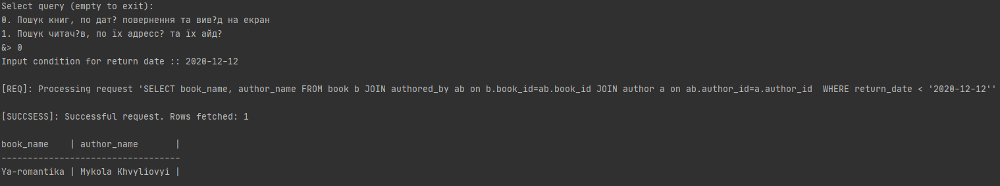 Select query (empty to exit):
0. Пошук книг, по дат? повернення та вив?д на екран
1. Пошук читач?в, по їх адресс? та їх айд?
&> 0
Input condition for return date :: 2020-12-12
[REQ]: Processing request 'SELECT book_name, author_name FROM book b JOIN authored_by ab on b.book_id=ab.book_id JOIN author a on ab.author_id=a.author_id  WHERE return_date < '2020-12-12''
[SUCCSESS]: Successful request. Rows fetched: 1
book_name    | author_name       |
----------------------------------
Ya-romantika | Mykola Khvyliovyi |